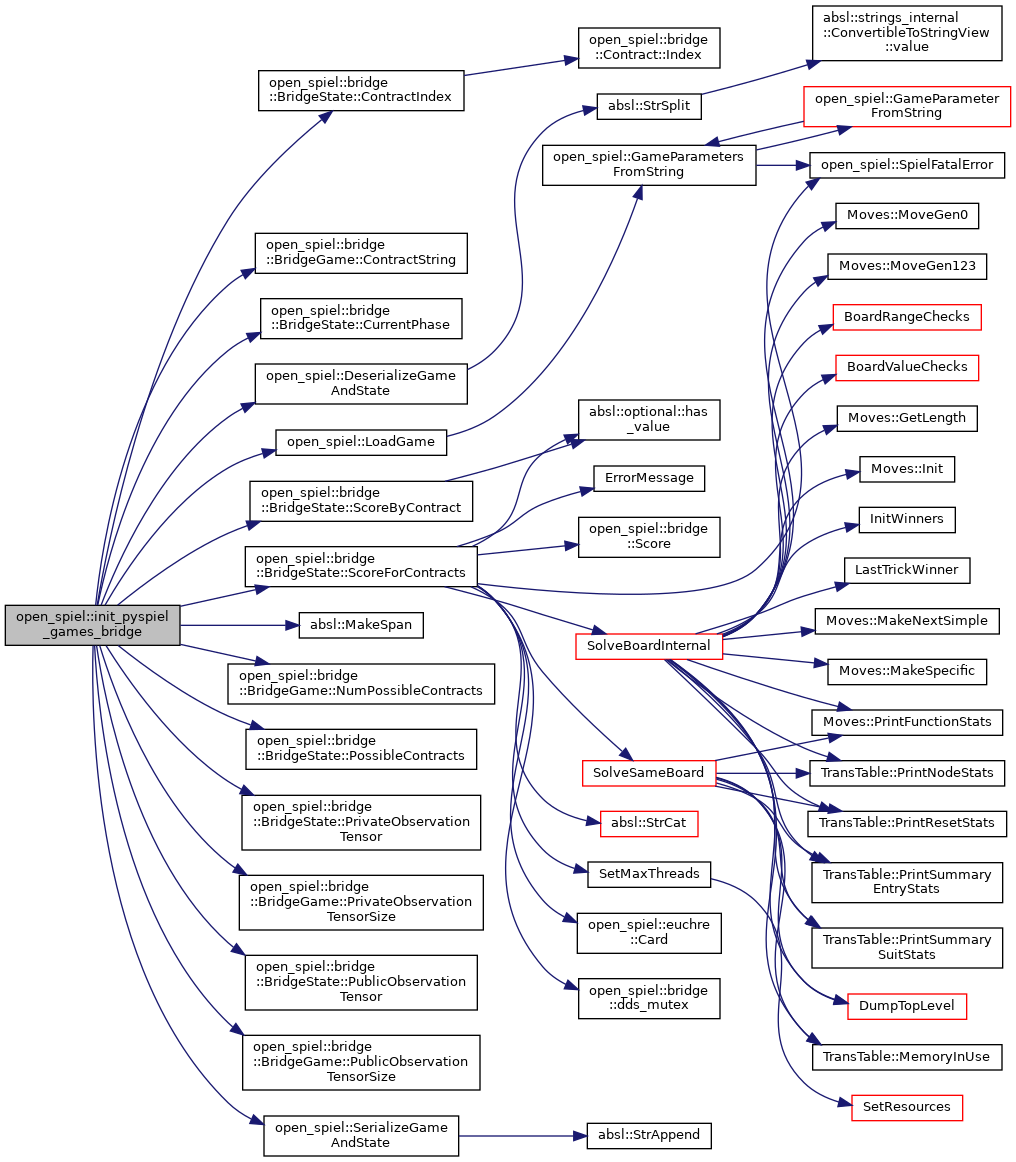 open_spiel::init_pyspiel
_games_bridge
open_spiel::bridge
::BridgeState::ContractIndex
open_spiel::bridge
::Contract::Index
open_spiel::bridge
::BridgeGame::ContractString
open_spiel::bridge
::BridgeState::CurrentPhase
open_spiel::DeserializeGame
AndState
absl::StrSplit
absl::strings_internal
::ConvertibleToStringView
::value
open_spiel::LoadGame
open_spiel::GameParameters
FromString
open_spiel::GameParameter
FromString
open_spiel::SpielFatalError
open_spiel::bridge
::BridgeState::ScoreByContract
absl::optional::has
_value
open_spiel::bridge
::BridgeState::ScoreForContracts
ErrorMessage
open_spiel::bridge
::Score
SolveBoardInternal
Moves::MoveGen0
Moves::MoveGen123
BoardRangeChecks
BoardValueChecks
Moves::GetLength
Moves::Init
InitWinners
LastTrickWinner
Moves::MakeNextSimple
Moves::MakeSpecific
Moves::PrintFunctionStats
TransTable::PrintNodeStats
TransTable::PrintResetStats
TransTable::PrintSummary
EntryStats
TransTable::PrintSummary
SuitStats
DumpTopLevel
TransTable::MemoryInUse
SolveSameBoard
absl::StrCat
SetMaxThreads
SetResources
open_spiel::euchre
::Card
open_spiel::bridge
::dds_mutex
absl::MakeSpan
open_spiel::bridge
::BridgeGame::NumPossibleContracts
open_spiel::bridge
::BridgeState::PossibleContracts
open_spiel::bridge
::BridgeState::PrivateObservation
Tensor
open_spiel::bridge
::BridgeGame::PrivateObservation
TensorSize
open_spiel::bridge
::BridgeState::PublicObservation
Tensor
open_spiel::bridge
::BridgeGame::PublicObservation
TensorSize
open_spiel::SerializeGame
AndState
absl::StrAppend